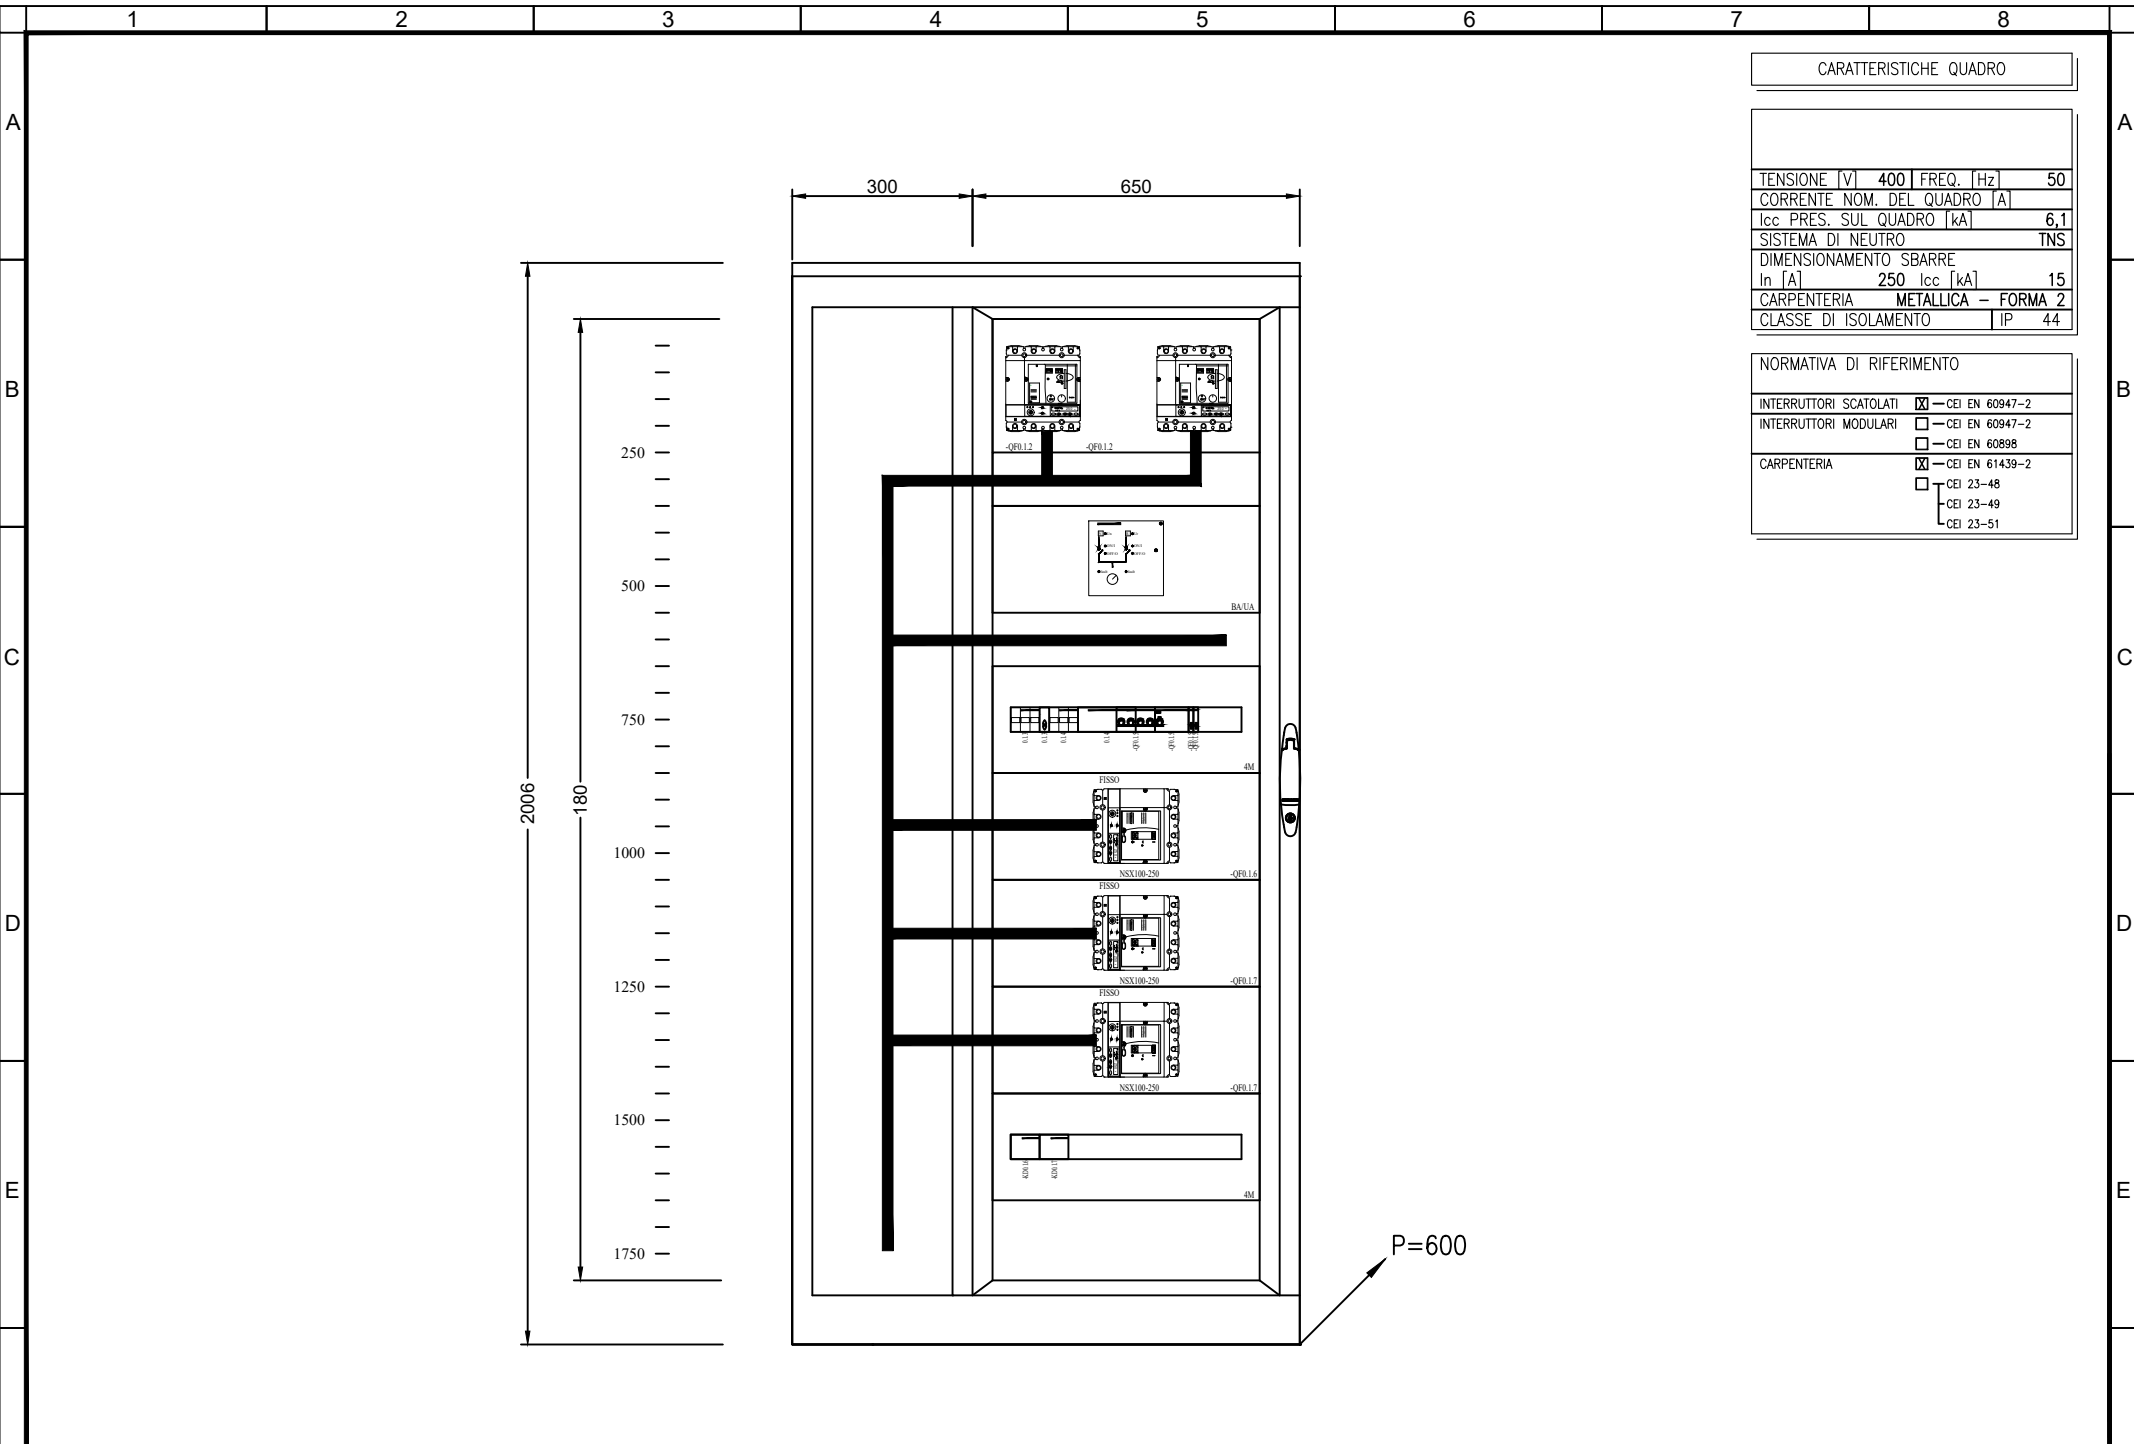 1 2 3 4 5 6 7 8
A A
B B
C C
D D
E E
CARATTERISTICHE QUADRO
TENSIONE [V] 400 FREQ. [Hz] 50
CORRENTE NOM. DEL QUADRO [A]
Icc PRES. SUL QUADRO [kA] 6,1
SISTEMA DI NEUTRO TNS
DIMENSIONAMENTO SBARRE
In [A] 250 Icc [kA] 15
CARPENTERIA METALLICA – FORMA 2
CLASSE DI ISOLAMENTO IP 44
NORMATIVA DI RIFERIMENTO
INTERRUTTORI SCATOLATI X CEI EN 60947-2
INTERRUTTORI MODULARI CEI EN 60947-2
CEI EN 60898
CARPENTERIA X CEI EN 61439-2
CEI 23-48
CEI 23-49
CEI 23-51
300 650
2006
180
250
500
750
1000
1250
1500
1750
-QF0.1.2 -QF0.1.2
BA/UA
4M
FISSO
NSX100-250 -QF0.1.6
FISSO
NSX100-250 -QF0.1.7
FISSO
NSX100-250 -QF0.1.7
4M
P=600